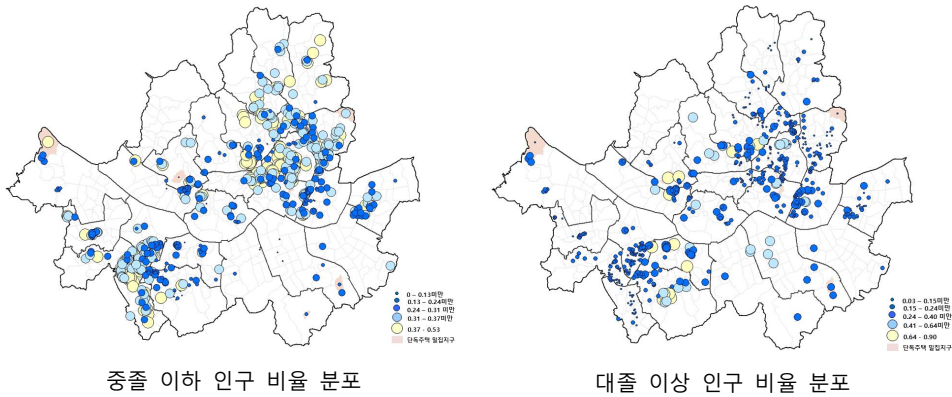 0 - 0.13미만
0.13 - 0.24미만
0.24 - 0.31 미만
0.31 - 0.37미만
0.37 - 0.53
단독주택 밀집지구
중졸 이하 인구 비율 분포
0.03 - 0.15미만
0.15 - 0.24미만
0.24 - 0.40 미만
0.41 - 0.64미만
0.64 - 0.90
단독주택 밀집지구
대졸 이상 인구 비율 분포